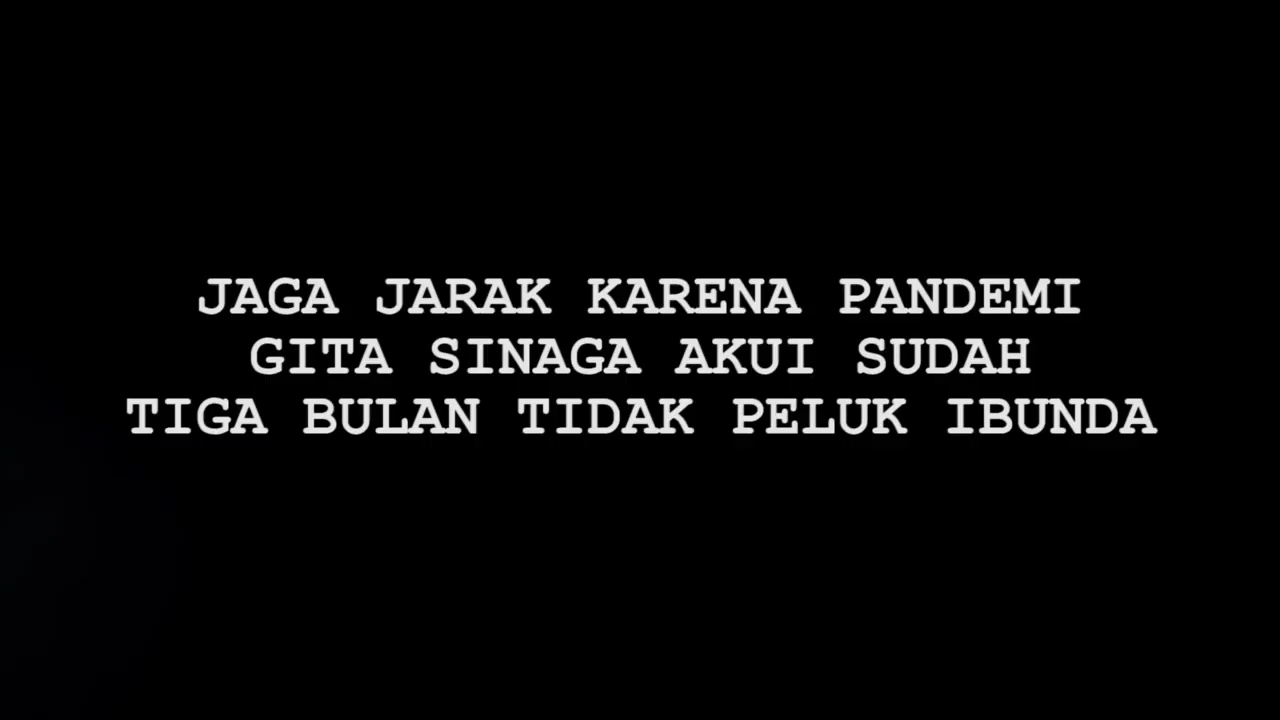 JAGA JARAK KARENA PANDEMI
GITA SINAGA AKUI SUDAH
TIGA BULAN TIDAK PELUK IBUNDA